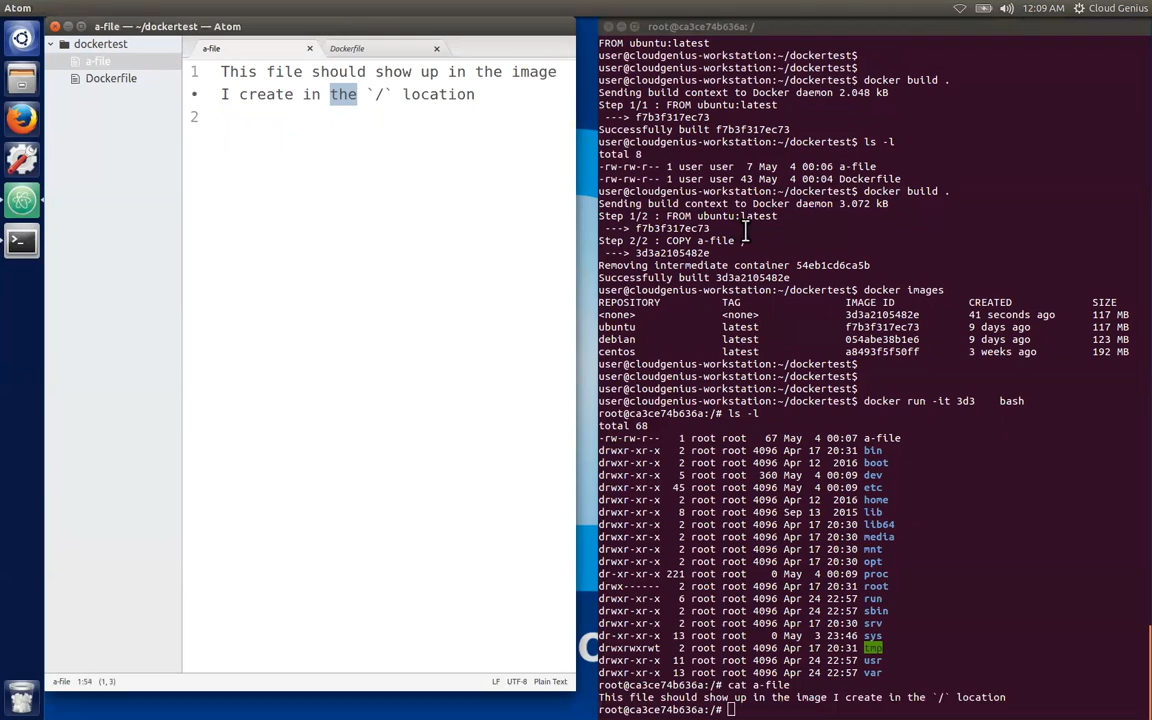 Atom
12:09 AM
Cloud Genius
a-file — ~/dockertest — Atom
dockertest
a-file
Dockerfile
a-file
Dockerfile
1 This file should show up in the image
• I create in the `/` location
2
a-file 1:54 (1, 3)
LF UTF-8 Plain Text
root@ca3ce74b636a: /
FROM ubuntu:latest
user@cloudgenius-workstation:~/dockertest$
user@cloudgenius-workstation:~/dockertest$
user@cloudgenius-workstation:~/dockertest$ docker build .
Sending build context to Docker daemon 2.048 kB
Step 1/1 : FROM ubuntu:latest
---> f7b3f317ec73
Successfully built f7b3f317ec73
user@cloudgenius-workstation:~/dockertest$ ls -l
total 8
-rw-rw-r-- 1 user user 7 May 4 00:06 a-file
-rw-rw-r-- 1 user user 43 May 4 00:04 Dockerfile
user@cloudgenius-workstation:~/dockertest$ docker build .
Sending build context to Docker daemon 3.072 kB
Step 1/2 : FROM ubuntu:latest
---> f7b3f317ec73
Step 2/2 : COPY a-file /
---> 3d3a2105482e
Removing intermediate container 54eb1cd6ca5b
Successfully built 3d3a2105482e
user@cloudgenius-workstation:~/dockertest$ docker images
REPOSITORY TAG IMAGE ID CREATED SIZE
<none> <none> 3d3a2105482e 41 seconds ago 117 MB
ubuntu latest f7b3f317ec73 9 days ago 117 MB
debian latest 054abe38b1e6 9 days ago 123 MB
centos latest a8493f5f50ff 3 weeks ago 192 MB
user@cloudgenius-workstation:~/dockertest$
user@cloudgenius-workstation:~/dockertest$
user@cloudgenius-workstation:~/dockertest$
user@cloudgenius-workstation:~/dockertest$ docker run -it 3d3 bash
root@ca3ce74b636a:/# ls -l
total 68
-rw-rw-r-- 1 root root 67 May 4 00:07 a-file
drwxr-xr-x 2 root root 4096 Apr 17 20:31 bin
drwxr-xr-x 2 root root 4096 Apr 12 2016 boot
drwxr-xr-x 5 root root 360 May 4 00:09 dev
drwxr-xr-x 45 root root 4096 May 4 00:09 etc
drwxr-xr-x 2 root root 4096 Apr 12 2016 home
drwxr-xr-x 8 root root 4096 Sep 13 2015 lib
drwxr-xr-x 2 root root 4096 Apr 17 20:30 lib64
drwxr-xr-x 2 root root 4096 Apr 17 20:30 media
drwxr-xr-x 2 root root 4096 Apr 17 20:30 mnt
drwxr-xr-x 2 root root 4096 Apr 17 20:30 opt
dr-xr-xr-x 221 root root 0 May 4 00:09 proc
drwx------ 2 root root 4096 Apr 17 20:30 root
drwxr-xr-x 6 root root 4096 Apr 24 22:57 run
drwxr-xr-x 2 root root 4096 Apr 24 22:57 sbin
drwxr-xr-x 2 root root 4096 Apr 17 20:30 srv
dr-xr-xr-x 13 root root 0 May 3 23:46 sys
drwxrwxrwt 2 root root 4096 Apr 17 20:31 tmp
drwxr-xr-x 11 root root 4096 Apr 24 22:57 usr
drwxr-xr-x 13 root root 4096 Apr 24 22:57 var
root@ca3ce74b636a:/# cat a-file
This file should show up in the image I create in the `/` location
root@ca3ce74b636a:/#